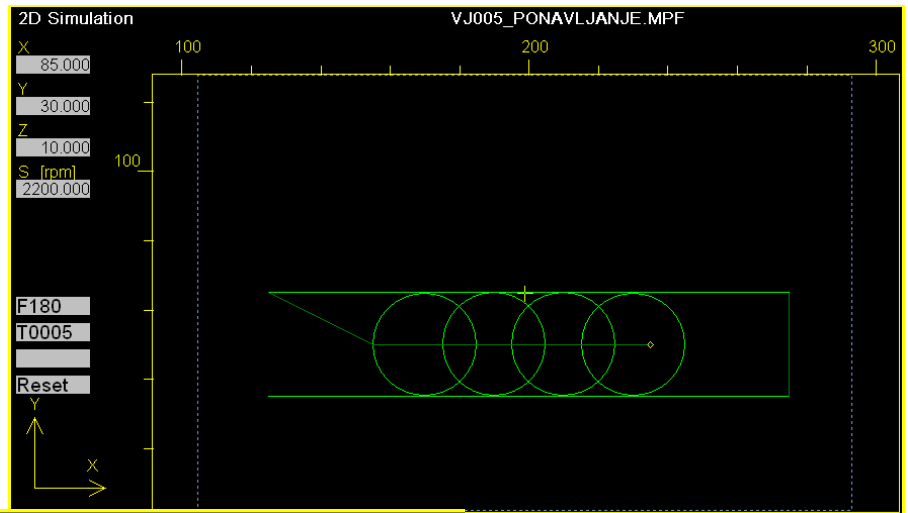 2D Simulation
VJ005_PONAVLJANJE.MPF
X
85.000
Y
30.000
Z
10.000
S [rpm]
2200.000
100
200
300
100
F180
T0005
Reset
Y
X